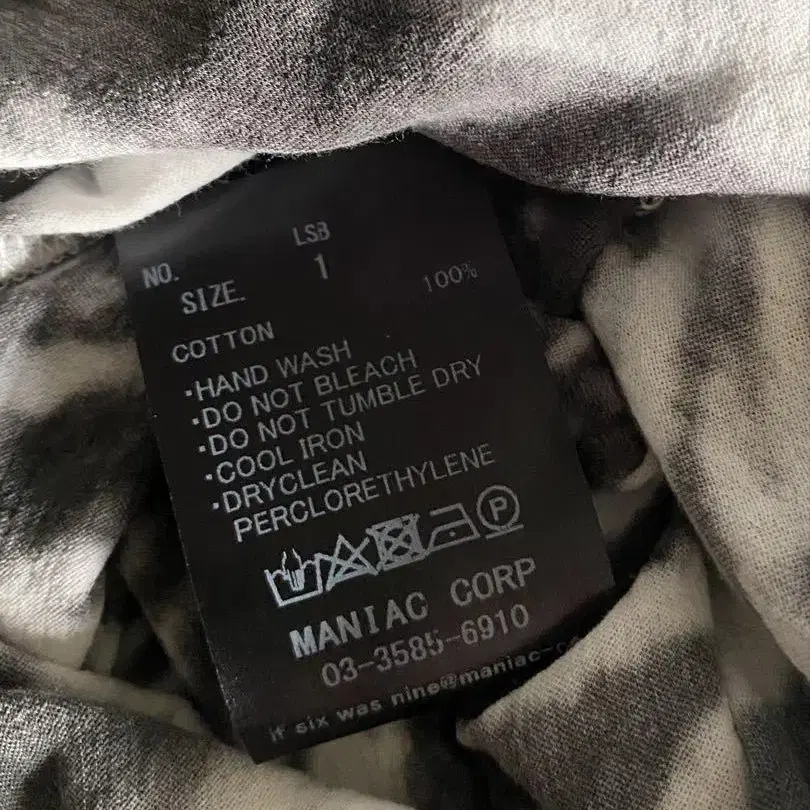 LSB
NO.
SIZE. 1
COTTON 100%
·HAND WASH
·DO NOT BLEACH
·DO NOT TUMBLE DRY
·COOL IRON
·DRYCLEAN
PERCLORETHYLENE
P
MANIAC CORP
03-3585-6910
if six was nine@maniac-